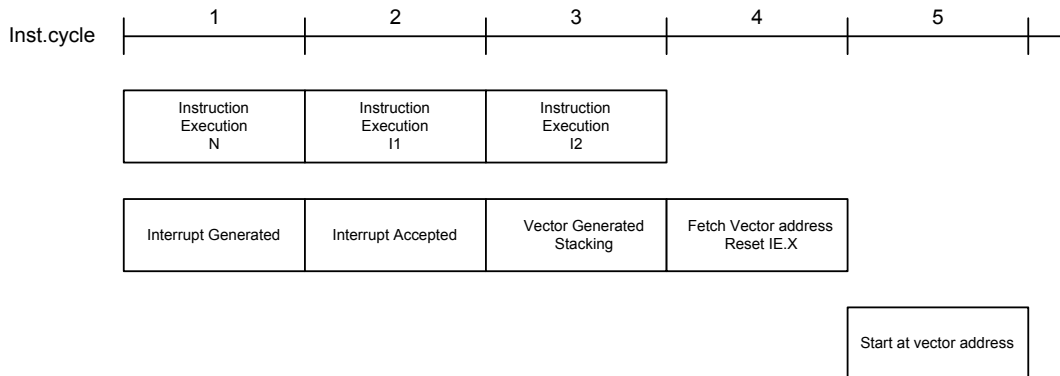 1 2 3 4 5
Inst.cycle
Instruction
Execution
N
Instruction
Execution
I1
Instruction
Execution
I2
Interrupt Generated
Interrupt Accepted
Vector Generated
Stacking
Fetch Vector address
Reset IE.X
Start at vector address